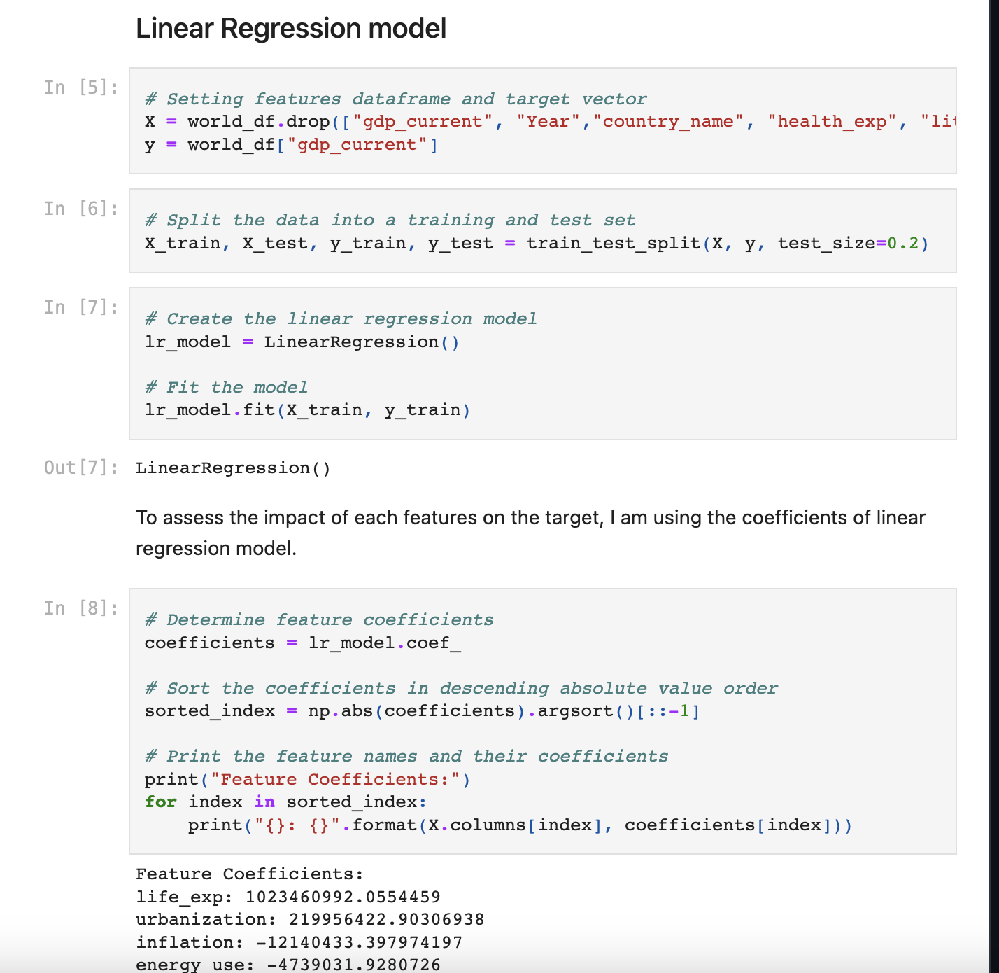 Linear Regression model
In [5]:
# Setting features dataframe and target vector
X = world_df.drop(["gdp_current", "Year","country_name", "health_exp", "lit
y = world_df["gdp_current"]
In [6]:
# Split the data into a training and test set
X_train, X_test, y_train, y_test = train_test_split(X, y, test_size=0.2)
In [7]:
# Create the linear regression model
lr_model = LinearRegression()
# Fit the model
lr_model.fit(X_train, y_train)
Out[7]: LinearRegression()
To assess the impact of each features on the target, I am using the coefficients of linear
regression model.
In [8]:
# Determine feature coefficients
coefficients = lr_model.coef_
# Sort the coefficients in descending absolute value order
sorted_index = np.abs(coefficients).argsort()[::-1]
# Print the feature names and their coefficients
print("Feature Coefficients:")
for index in sorted_index:
    print("{}: {}".format(X.columns[index], coefficients[index]))
Feature Coefficients:
life_exp: 1023460992.0554459
urbanization: 219956422.90306938
inflation: -12140433.397974197
energy use: -4739031.9280726